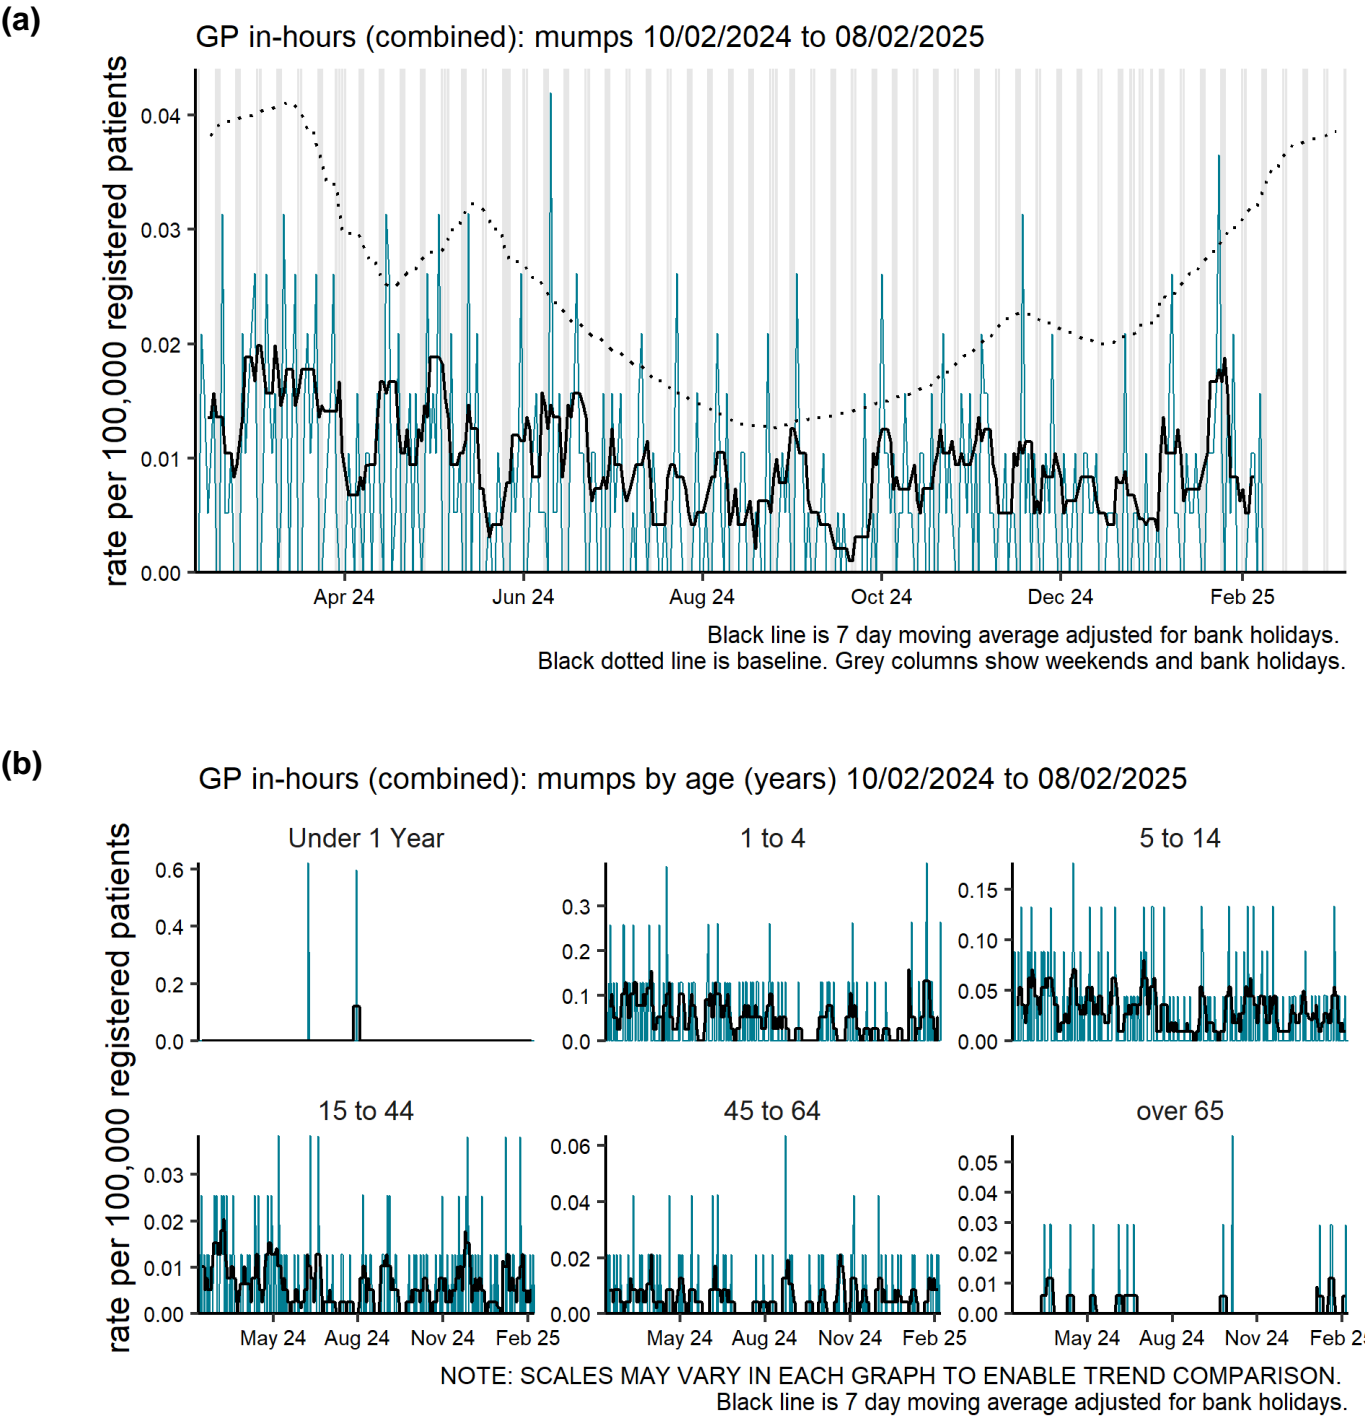 (a)
GP in-hours (combined): mumps 10/02/2024 to 08/02/2025
rate per 100,000 registered patients
0.04
0.03
0.02
0.01
0.00
Apr 24 Jun 24 Aug 24 Oct 24 Dec 24 Feb 25
Black line is 7 day moving average adjusted for bank holidays.
Black dotted line is baseline. Grey columns show weekends and bank holidays.
(b)
GP in-hours (combined): mumps by age (years) 10/02/2024 to 08/02/2025
rate per 100,000 registered patients
Under 1 Year
0.6
0.4
0.2
0.0
1 to 4
0.3
0.2
0.1
0.0
5 to 14
0.15
0.10
0.05
0.00
15 to 44
0.03
0.02
0.01
0.00
May 24 Aug 24 Nov 24 Feb 25
45 to 64
0.06
0.04
0.02
0.00
May 24 Aug 24 Nov 24 Feb 25
over 65
0.05
0.04
0.03
0.02
0.01
0.00
May 24 Aug 24 Nov 24 Feb 25
NOTE: SCALES MAY VARY IN EACH GRAPH TO ENABLE TREND COMPARISON.
Black line is 7 day moving average adjusted for bank holidays.